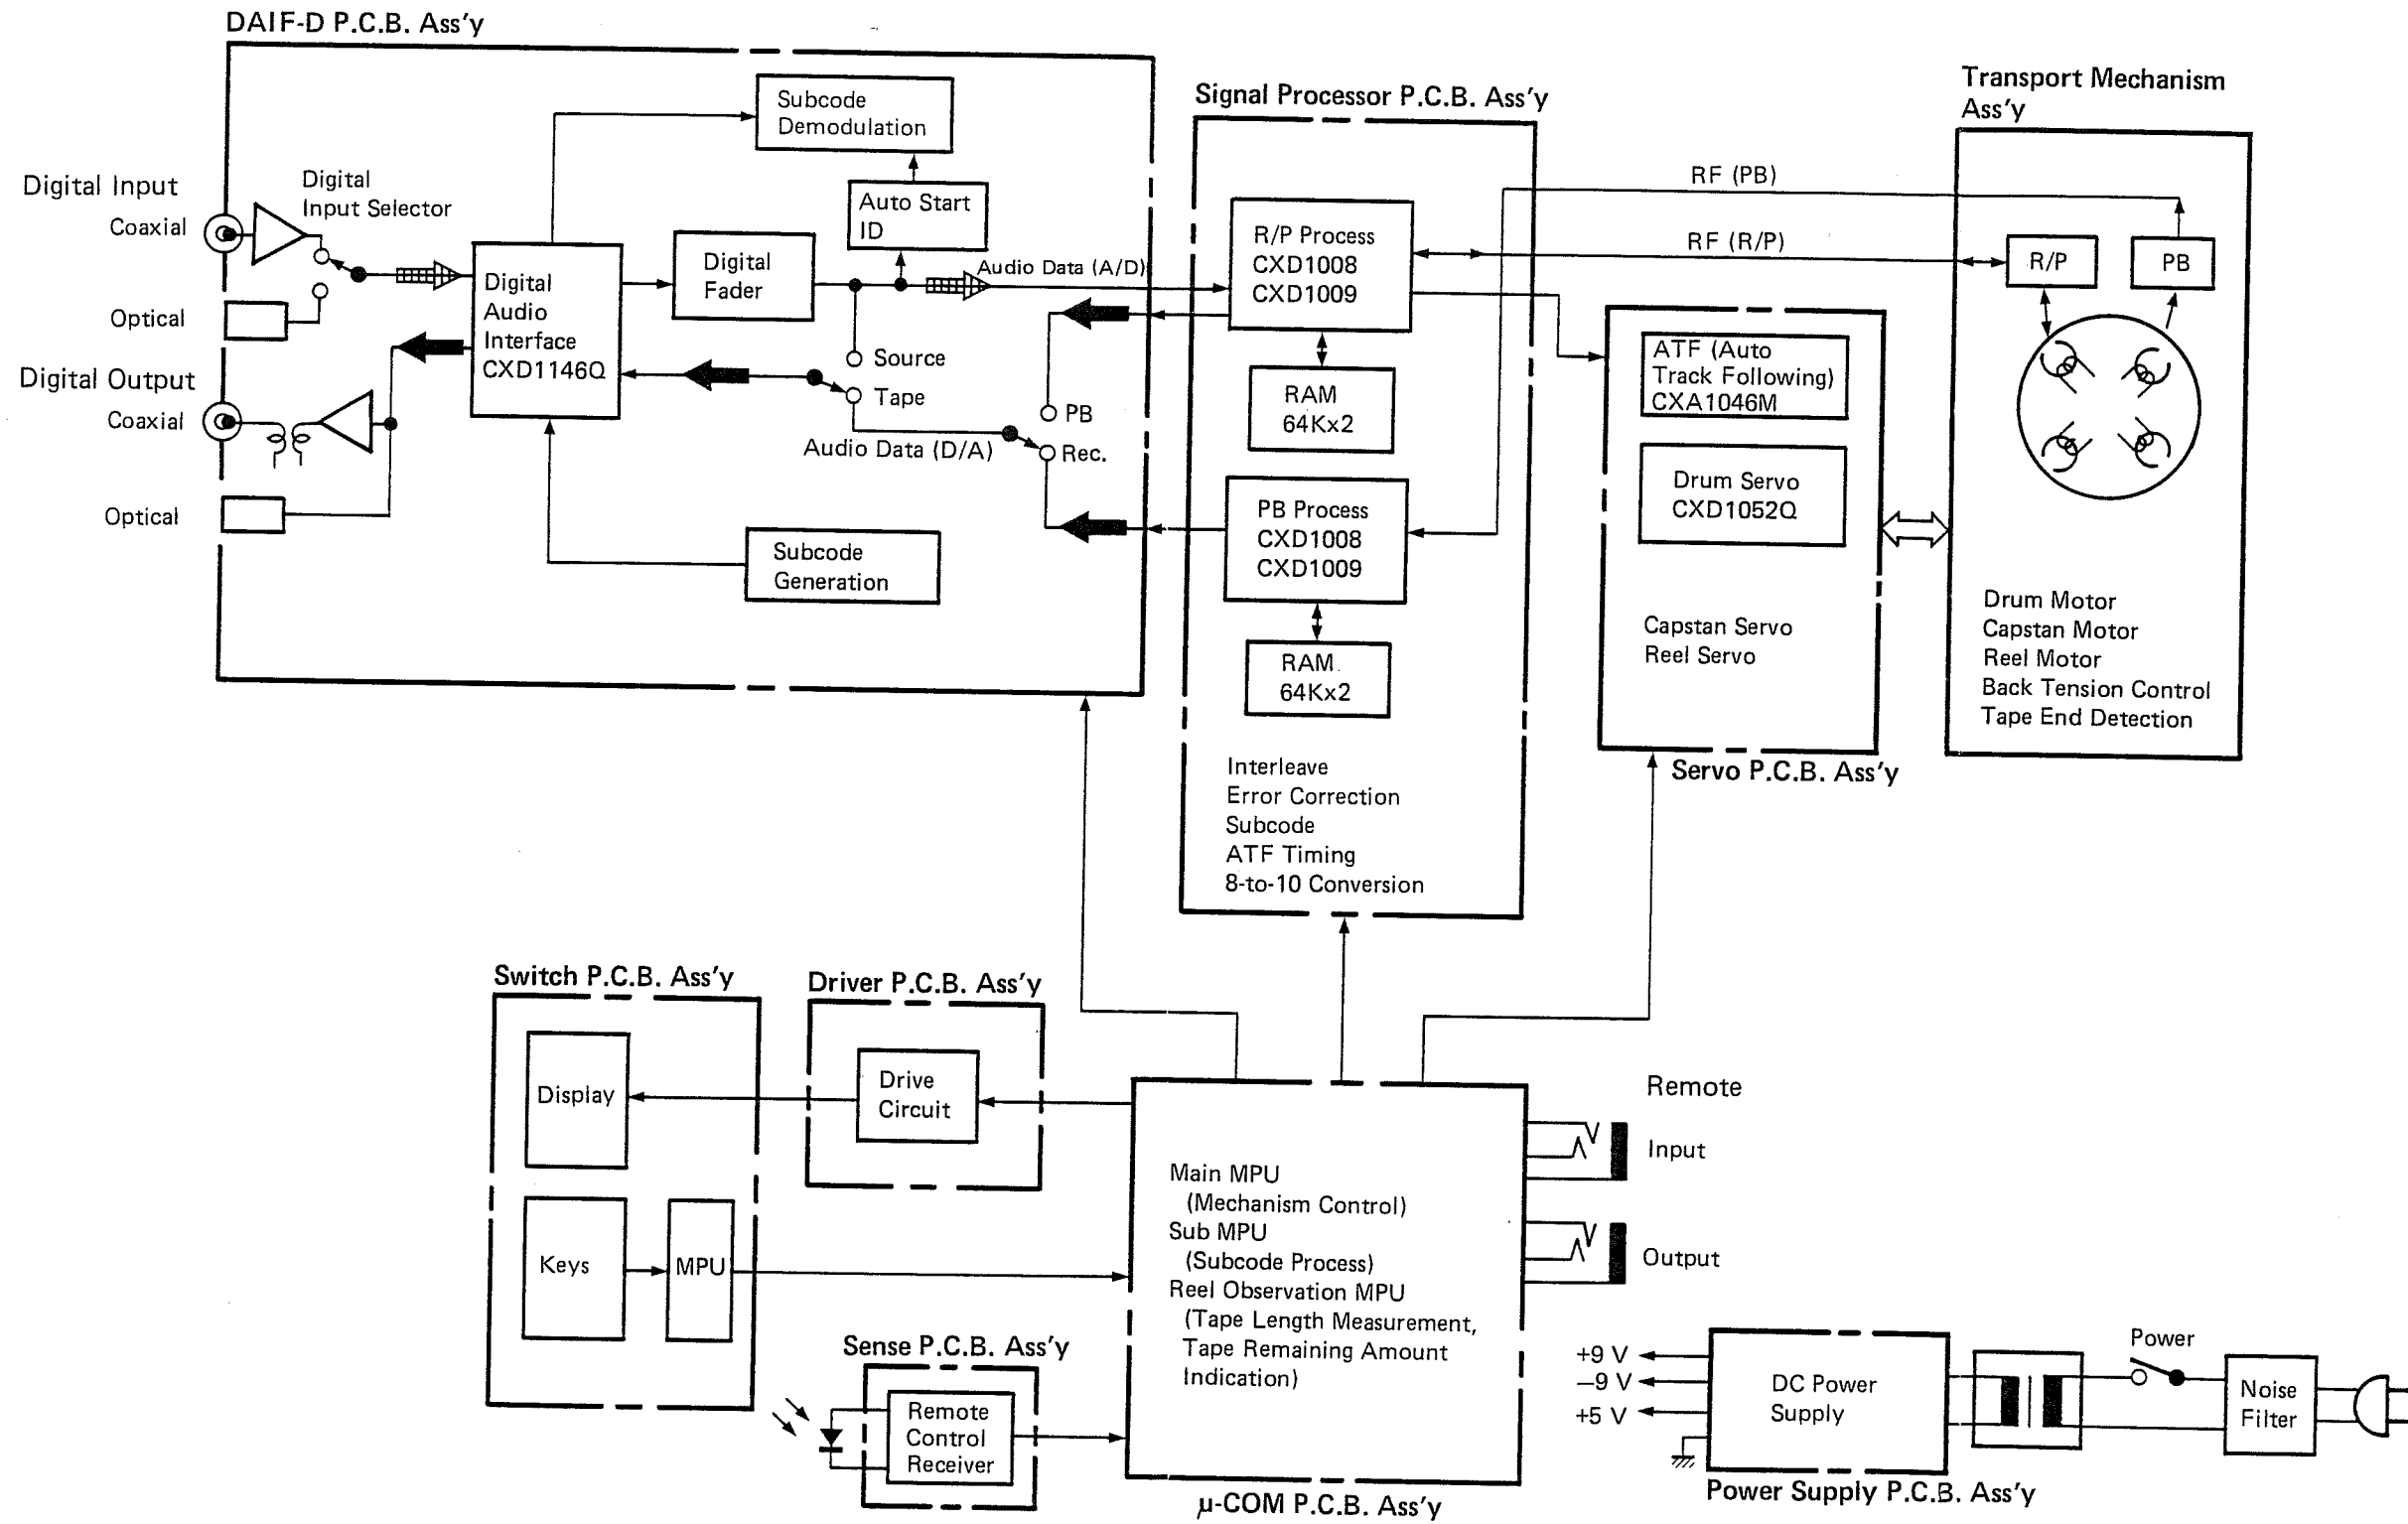 DAIF-D P.C.B. Ass'y
Subcode
Demodulation
Digital Input
Digital
Input Selector
Coaxial
Auto Start
ID
Digital
Fader
Audio Data (A/D)
Optical
Digital
Audio
Interface
CXD1146Q
Source
Tape
Digital Output
Coaxial
Audio Data (D/A)
PB
Rec.
Optical
Subcode
Generation
Signal Processor P.C.B. Ass'y
R/P Process
CXD1008
CXD1009
RAM
64Kx2
PB Process
CXD1008
CXD1009
RAM
64Kx2
Interleave
Error Correction
Subcode
ATF Timing
8-to-10 Conversion
RF (PB)
RF (R/P)
ATF (Auto
Track Following)
CXA1046M
Drum Servo
CXD1052Q
Capstan Servo
Reel Servo
Servo P.C.B. Ass'y
Transport Mechanism
Ass'y
R/P
PB
Drum Motor
Capstan Motor
Reel Motor
Back Tension Control
Tape End Detection
Switch P.C.B. Ass'y
Display
Keys
MPU
Driver P.C.B. Ass'y
Drive
Circuit
Sense P.C.B. Ass'y
Remote
Control
Receiver
Main MPU
(Mechanism Control)
Sub MPU
(Subcode Process)
Reel Observation MPU
(Tape Length Measurement,
Tape Remaining Amount
Indication)
μ-COM P.C.B. Ass'y
Remote
Input
Output
+9 V
−9 V
+5 V
DC Power
Supply
Power
Noise
Filter
Power Supply P.C.B. Ass'y